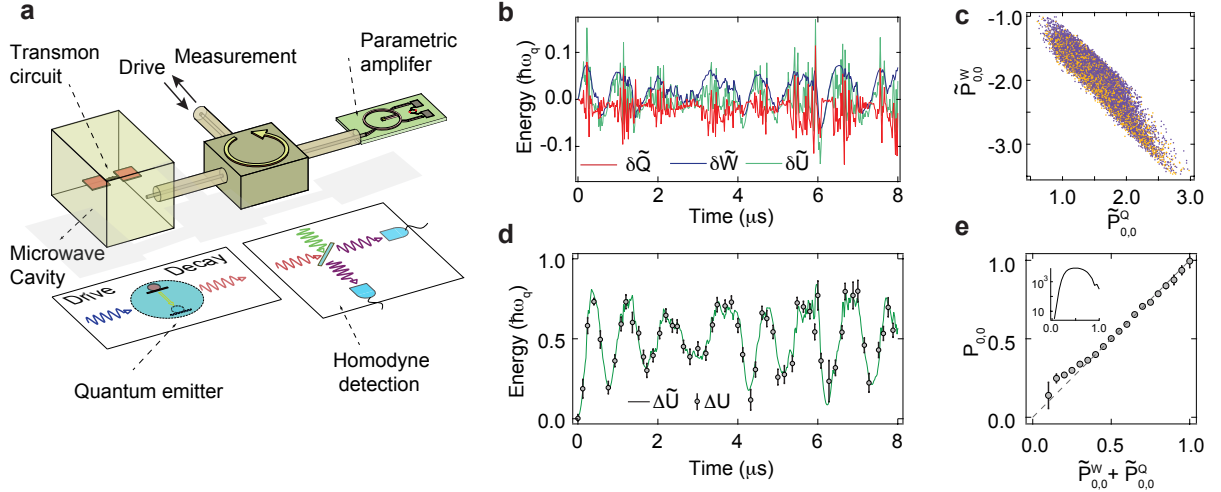 a
Transmon
circuit
Drive
Measurement
Parametric
amplifer
Microwave
Cavity
Drive
Decay
Quantum emitter
Homodyne
detection
b
Energy (ħω_q)
0.1
0.0
-0.1
δQ̃ δW̃ δŨ
0 2 4 6 8
Time (μs)
c
P̃^W_0,0
-1.0
-2.0
-3.0
1.0 2.0 3.0
P̃^Q_0,0
d
Energy (ħω_q)
1.0
0.5
0.0
ΔŨ ΔU
0 2 4 6 8
Time (μs)
e
P_0,0
1.0
0.5
0.0
10³
10
0.0 1.0
0.0 0.5 1.0
P̃^W_0,0 + P̃^Q_0,0